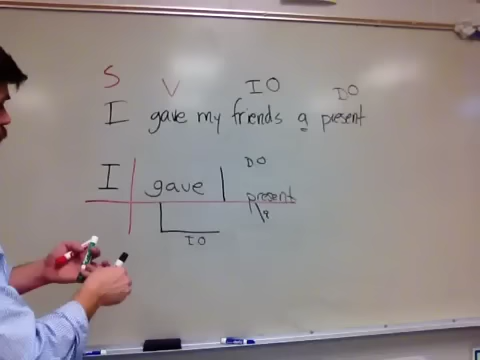 S V IO DO
I gave my friends a present
DO
I gave present
a
IO